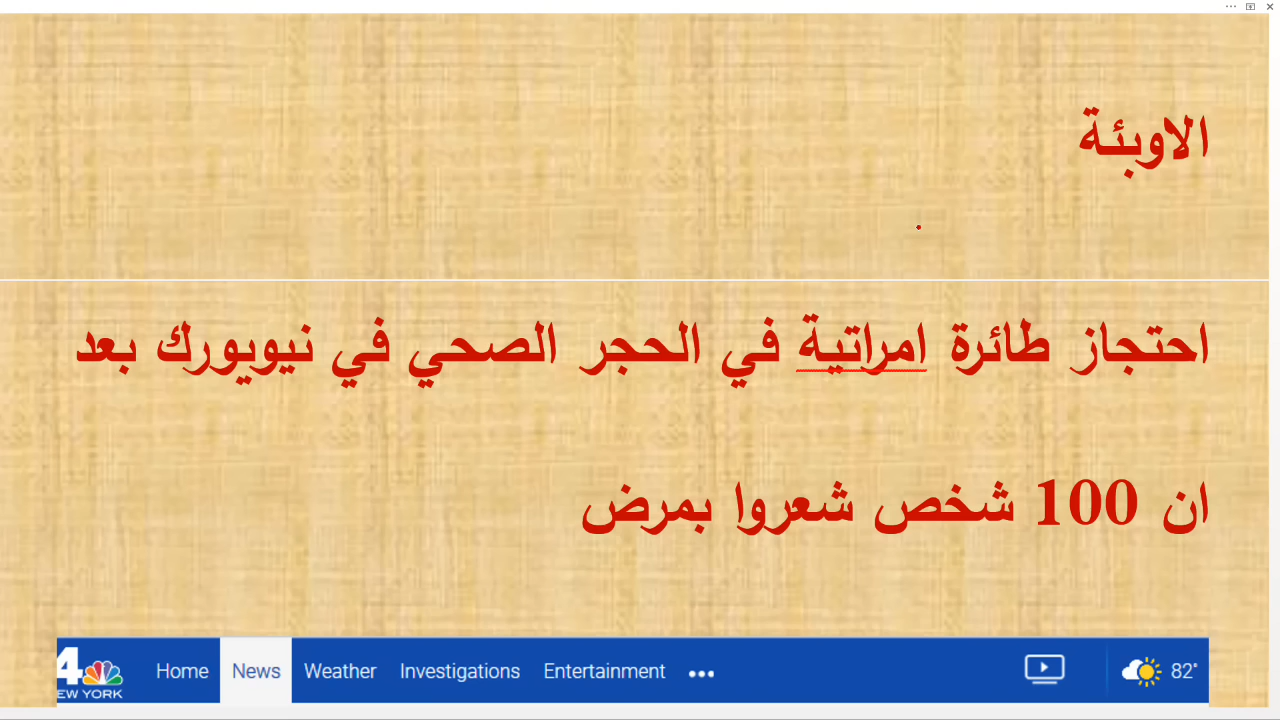 الاوبئة
احتجاز طائرة امراتية في الحجر الصحي في نيويورك بعد
ان 100 شخص شعروا بمرض
4 Home News Weather Investigations Entertainment ••• 82°
EW YORK